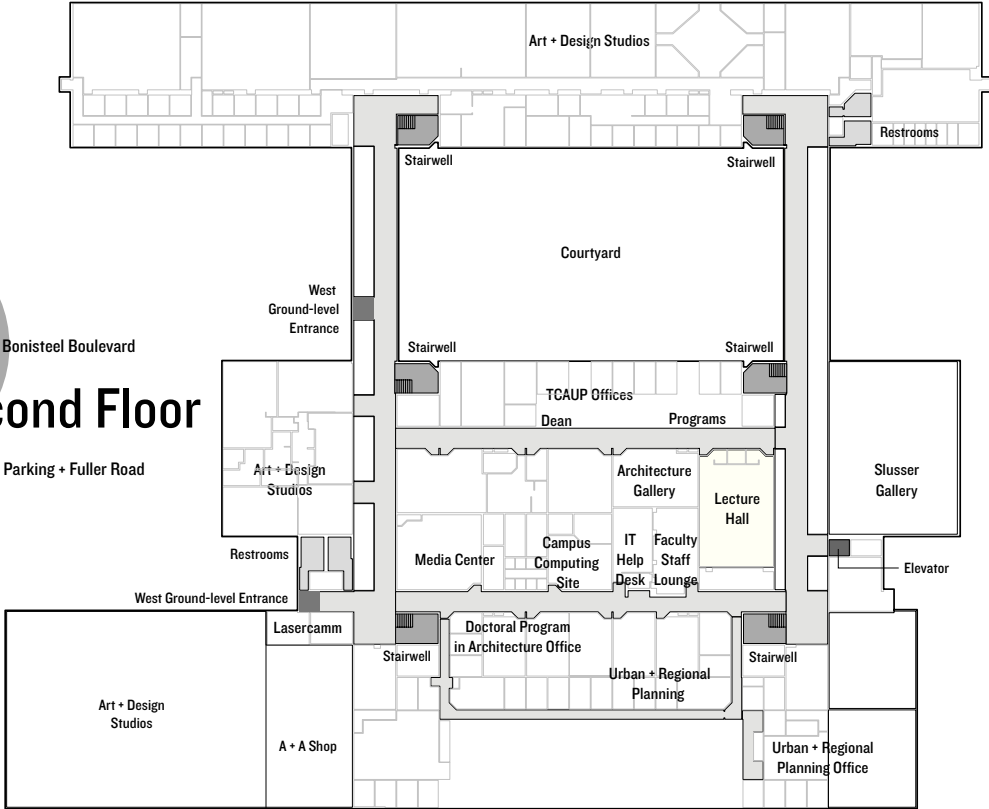 Art + Design Studios
Restrooms
Stairwell
Stairwell
Courtyard
West
Ground-level
Entrance
Bonisteel Boulevard
Stairwell
Stairwell
cond Floor
TCAUP Offices
Dean
Programs
Parking + Fuller Road
Art + Design
Studios
Architecture
Gallery
Lecture
Hall
Slusser
Gallery
Restrooms
Media Center
Campus
Computing
Site
IT
Help
Desk
Faculty
Staff
Lounge
Elevator
West Ground-level Entrance
Lasercamm
Stairwell
Doctoral Program
in Architecture Office
Stairwell
Urban + Regional
Planning
Art + Design
Studios
A + A Shop
Urban + Regional
Planning Office